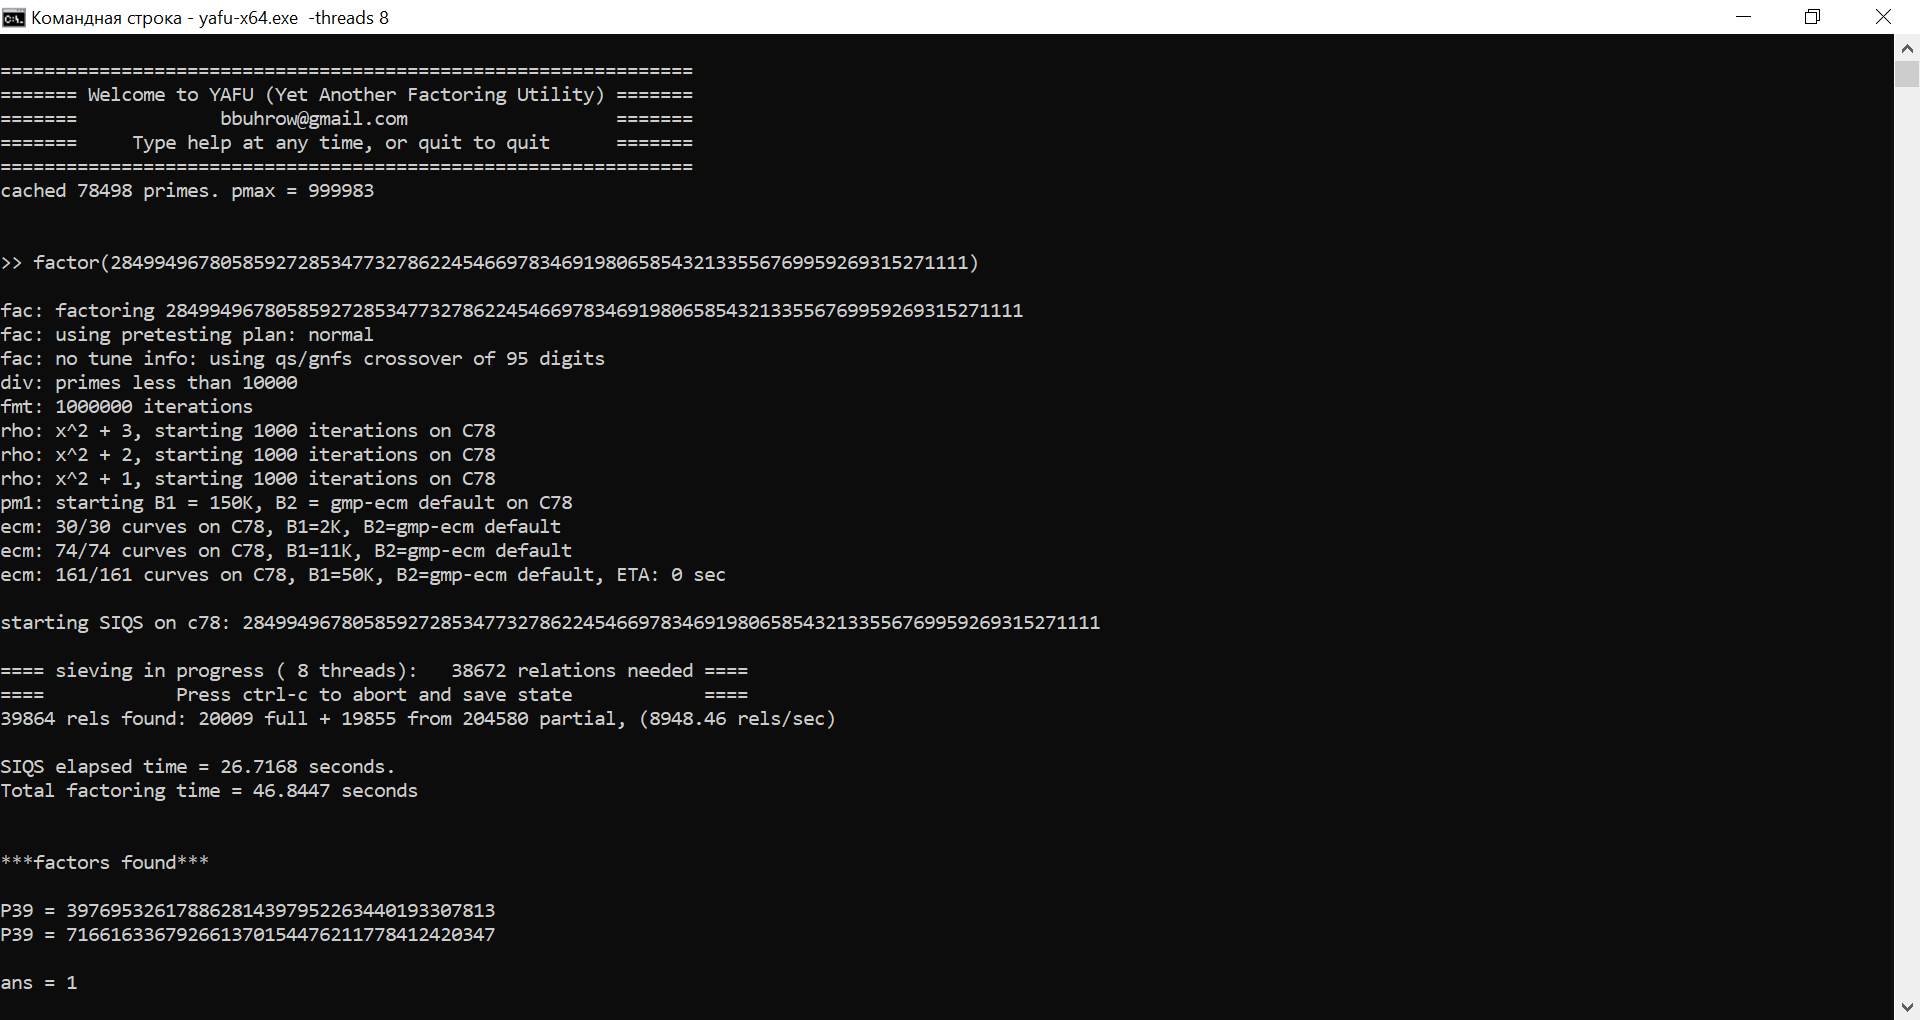 Командная строка - yafu-x64.exe -threads 8
===============================================================
======= Welcome to YAFU (Yet Another Factoring Utility) =======
======= bbuhrow@gmail.com =======
======= Type help at any time, or quit to quit =======
===============================================================
cached 78498 primes. pmax = 999983
>> factor(284994967805859272853477327862245466978346919806585432133556769959269315271111)
fac: factoring 284994967805859272853477327862245466978346919806585432133556769959269315271111
fac: using pretesting plan: normal
fac: no tune info: using qs/gnfs crossover of 95 digits
div: primes less than 10000
fmt: 1000000 iterations
rho: x^2 + 3, starting 1000 iterations on C78
rho: x^2 + 2, starting 1000 iterations on C78
rho: x^2 + 1, starting 1000 iterations on C78
pm1: starting B1 = 150K, B2 = gmp-ecm default on C78
ecm: 30/30 curves on C78, B1=2K, B2=gmp-ecm default
ecm: 74/74 curves on C78, B1=11K, B2=gmp-ecm default
ecm: 161/161 curves on C78, B1=50K, B2=gmp-ecm default, ETA: 0 sec
starting SIQS on c78: 284994967805859272853477327862245466978346919806585432133556769959269315271111
==== sieving in progress ( 8 threads): 38672 relations needed ====
==== Press ctrl-c to abort and save state ====
39864 rels found: 20009 full + 19855 from 204580 partial, (8948.46 rels/sec)
SIQS elapsed time = 26.7168 seconds.
Total factoring time = 46.8447 seconds
***factors found***
P39 = 397695326178862814397952263440193307813
P39 = 716616336792661370154476211778412420347
ans = 1